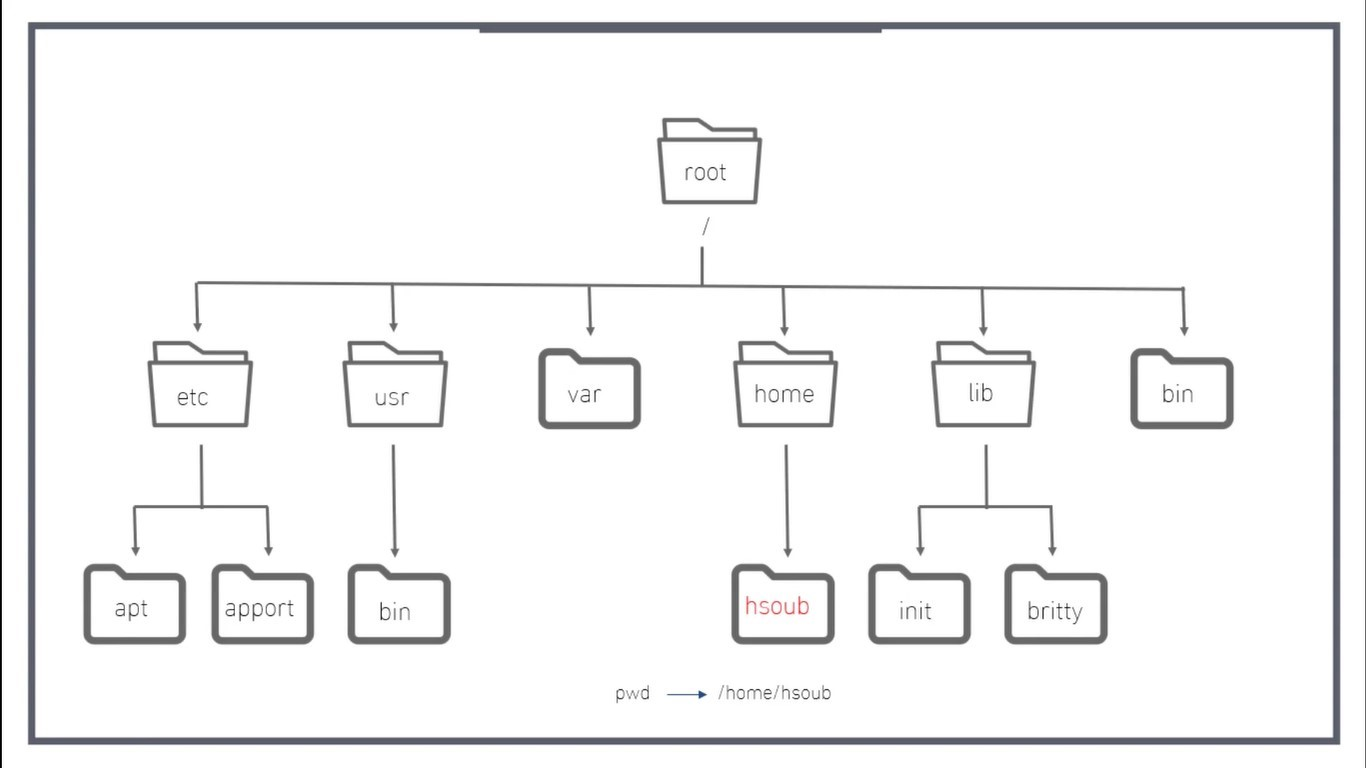 root
/
etc
usr
var
home
lib
bin
apt
apport
bin
hsoub
init
britty
pwd /home/hsoub